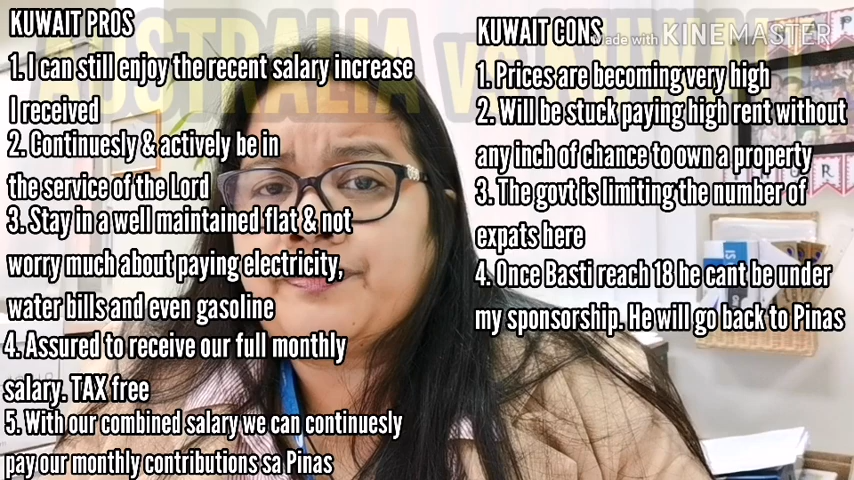 AUSTRALIA vs KUWAIT
KUWAIT PROS
1. I can still enjoy the recent salary increase
I received
2. Continuesly & actively be in
the service of the Lord
3. Stay in a well maintained flat & not
worry much about paying electricity,
water bills and even gasoline
4. Assured to receive our full monthly
salary. TAX free
5. With our combined salary we can continuesly
pay our monthly contributions sa Pinas
KUWAIT CONS
Made with KINEMASTER
1. Prices are becoming very high
2. Will be stuck paying high rent without
any inch of chance to own a property
3. The govt is limiting the number of
expats here
4. Once Basti reach 18 he cant be under
my sponsorship. He will go back to Pinas